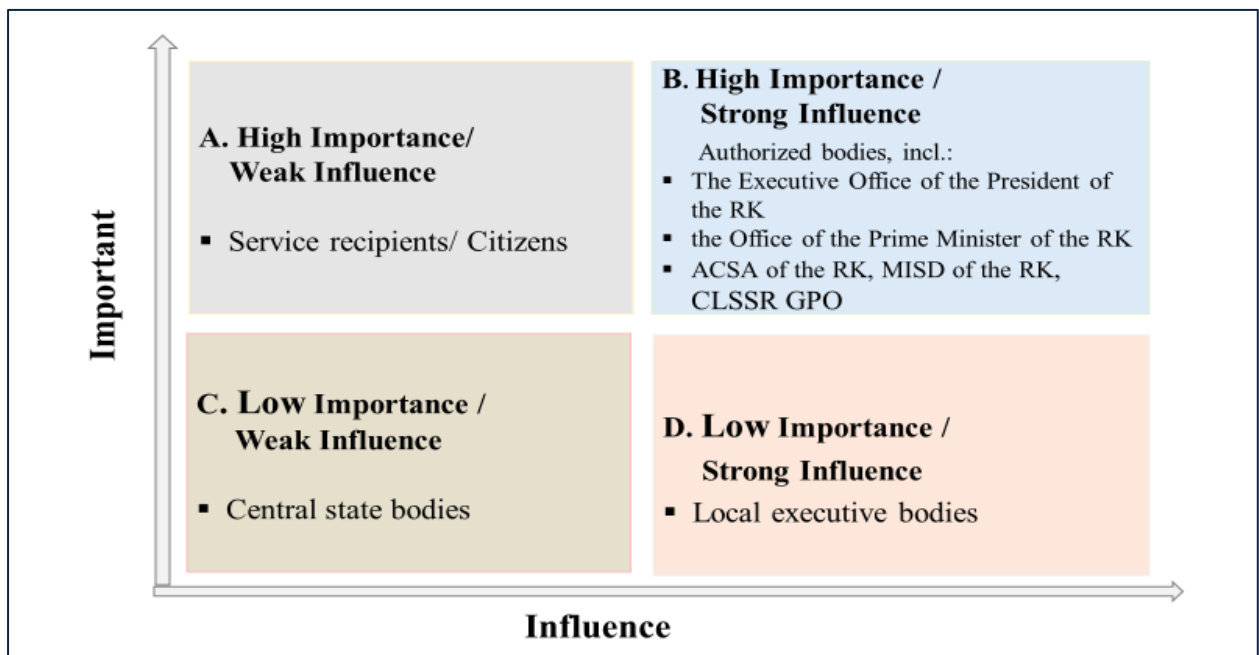 Important
A. High Importance/
Weak Influence
▪ Service recipients/ Citizens
B. High Importance /
Strong Influence
Authorized bodies, incl.:
▪ The Executive Office of the President of
the RK
▪ the Office of the Prime Minister of the RK
▪ ACSA of the RK, MISD of the RK,
CLSSR GPO
C. Low Importance /
Weak Influence
▪ Central state bodies
D. Low Importance /
Strong Influence
▪ Local executive bodies
Influence